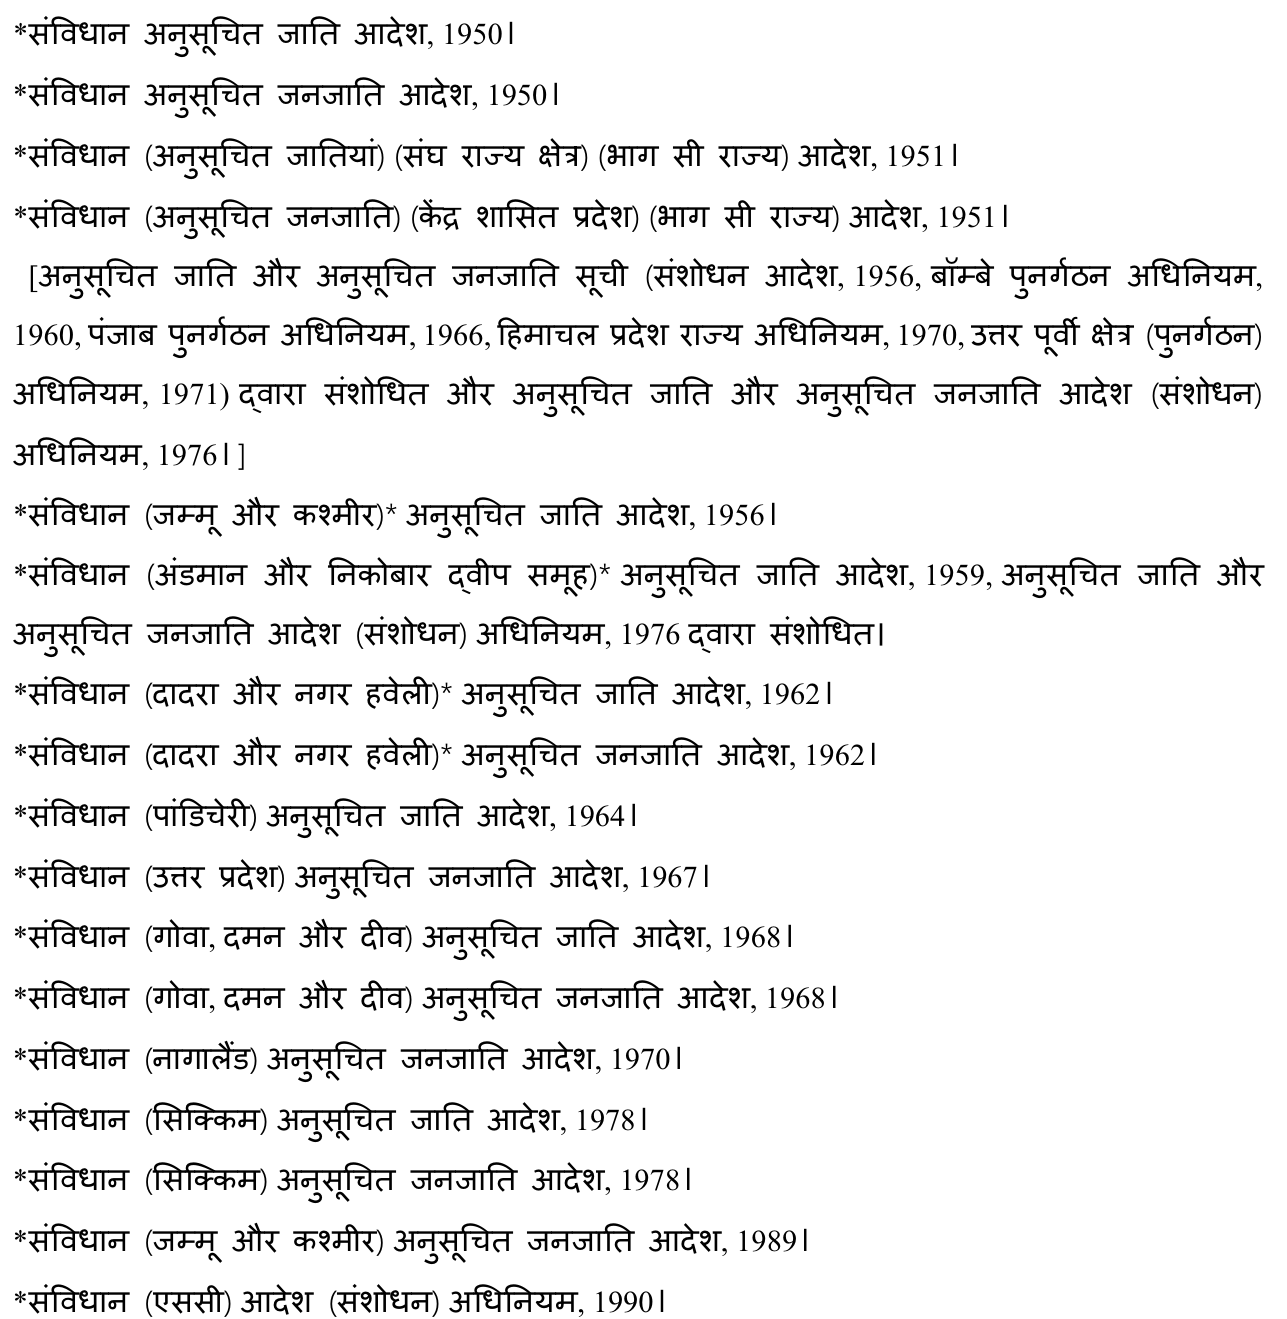 *संविधान अनुसूचित जाति आदेश, 1950।
*संविधान अनुसूचित जनजाति आदेश, 1950।
*संविधान (अनुसूचित जातियां) (संघ राज्य क्षेत्र) (भाग सी राज्य) आदेश, 1951।
*संविधान (अनुसूचित जनजाति) (केंद्र शासित प्रदेश) (भाग सी राज्य) आदेश, 1951।
[अनुसूचित जाति और अनुसूचित जनजाति सूची (संशोधन आदेश, 1956, बॉम्बे पुनर्गठन अधिनियम,
1960, पंजाब पुनर्गठन अधिनियम, 1966, हिमाचल प्रदेश राज्य अधिनियम, 1970, उत्तर पूर्वी क्षेत्र (पुनर्गठन)
अधिनियम, 1971) द्वारा संशोधित और अनुसूचित जाति और अनुसूचित जनजाति आदेश (संशोधन)
अधिनियम, 1976।]
*संविधान (जम्मू और कश्मीर)* अनुसूचित जाति आदेश, 1956।
*संविधान (अंडमान और निकोबार द्वीप समूह)* अनुसूचित जाति आदेश, 1959, अनुसूचित जाति और
अनुसूचित जनजाति आदेश (संशोधन) अधिनियम, 1976 द्वारा संशोधित।
*संविधान (दादरा और नगर हवेली)* अनुसूचित जाति आदेश, 1962।
*संविधान (दादरा और नगर हवेली)* अनुसूचित जनजाति आदेश, 1962।
*संविधान (पांडिचेरी) अनुसूचित जाति आदेश, 1964।
*संविधान (उत्तर प्रदेश) अनुसूचित जनजाति आदेश, 1967।
*संविधान (गोवा, दमन और दीव) अनुसूचित जाति आदेश, 1968।
*संविधान (गोवा, दमन और दीव) अनुसूचित जनजाति आदेश, 1968।
*संविधान (नागालैंड) अनुसूचित जनजाति आदेश, 1970।
*संविधान (सिक्किम) अनुसूचित जाति आदेश, 1978।
*संविधान (सिक्किम) अनुसूचित जनजाति आदेश, 1978।
*संविधान (जम्मू और कश्मीर) अनुसूचित जनजाति आदेश, 1989।
*संविधान (एससी) आदेश (संशोधन) अधिनियम, 1990।